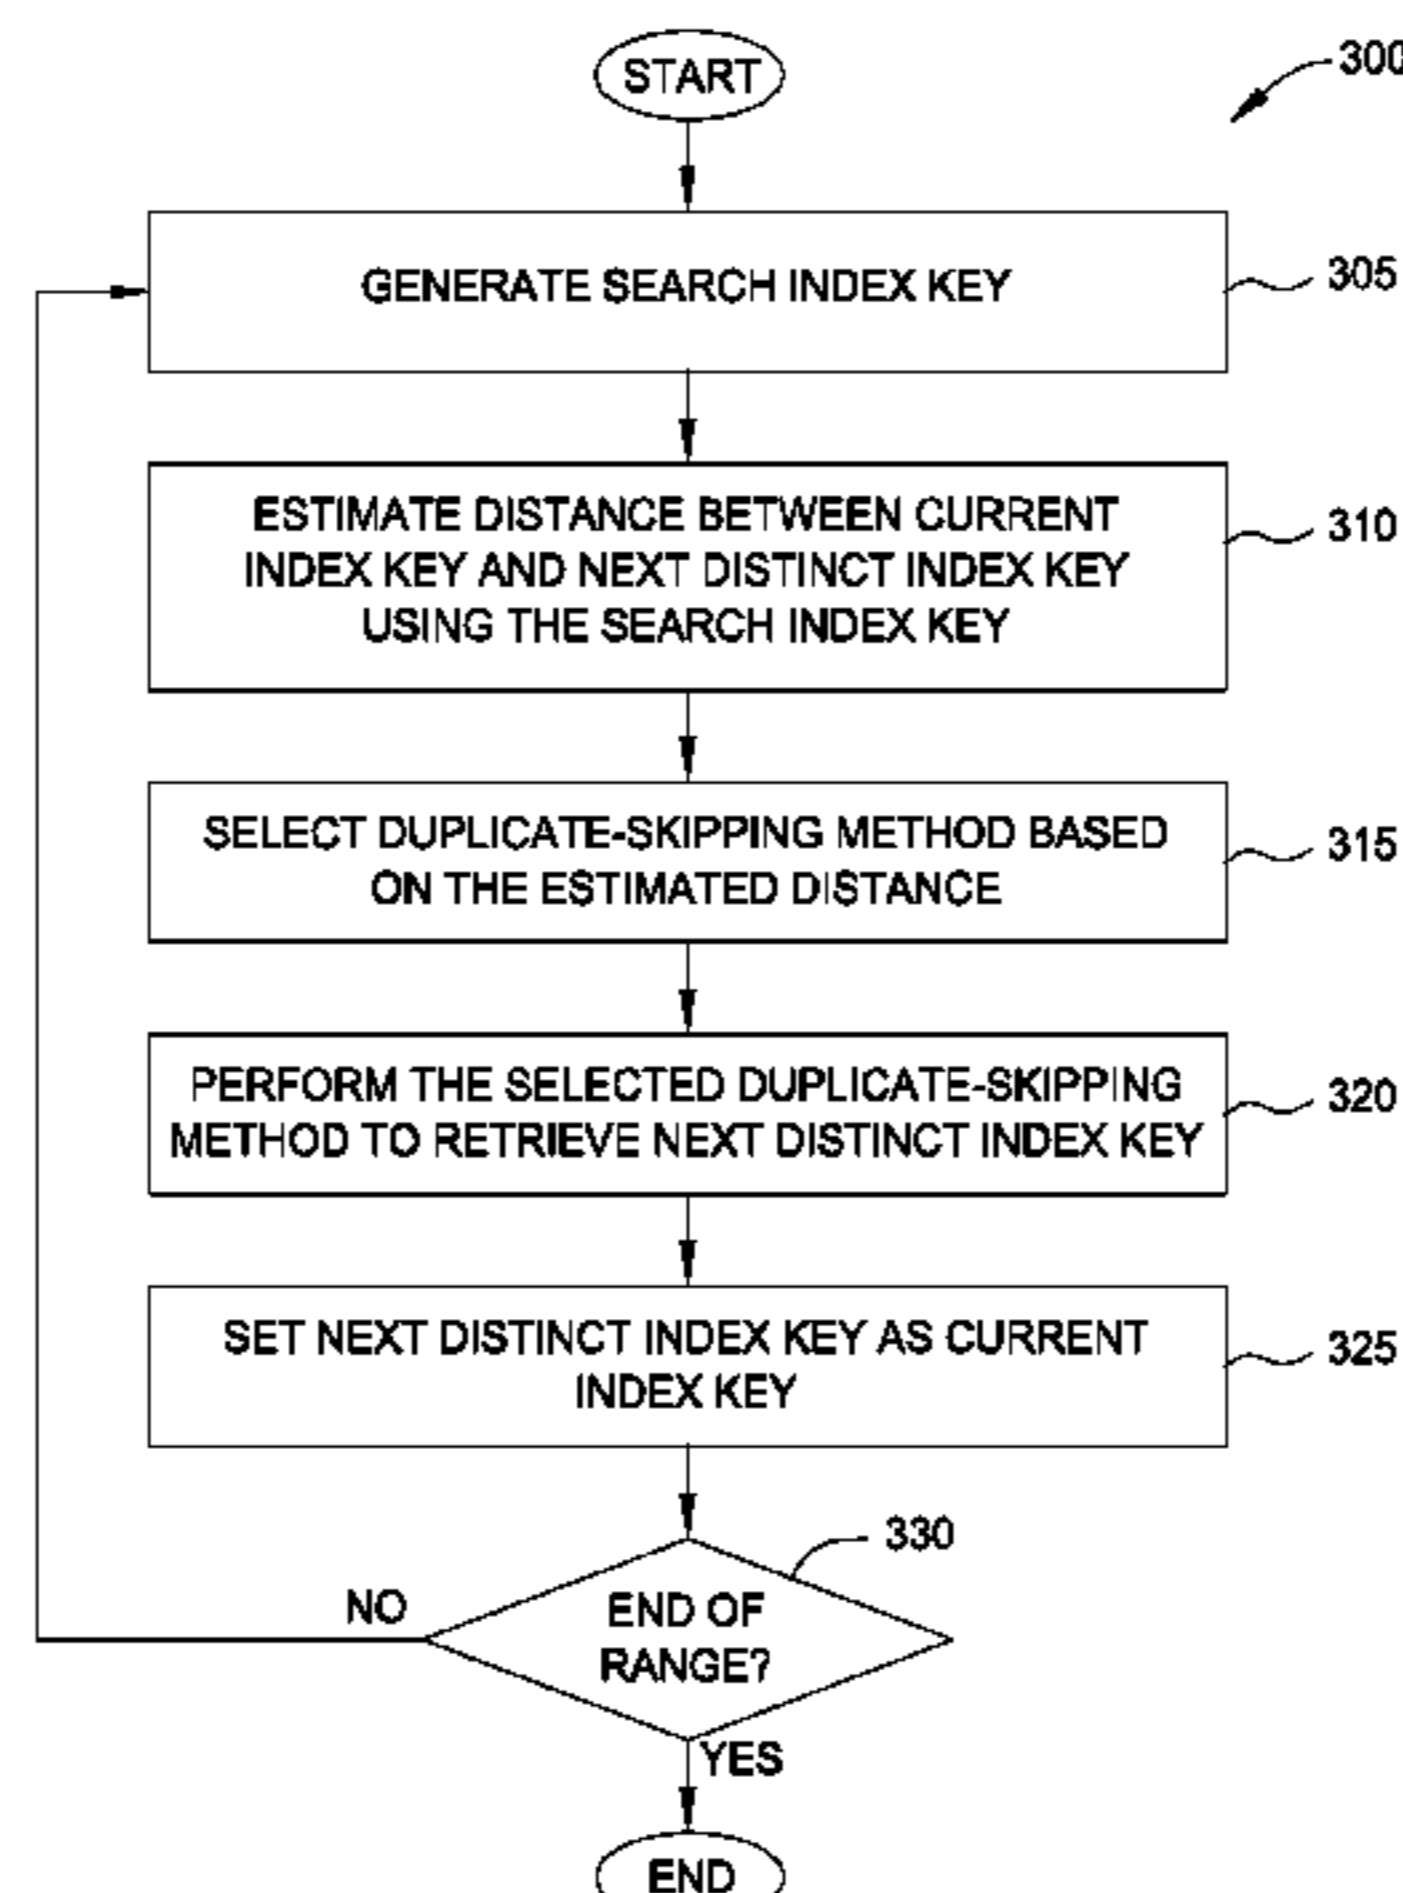 START
300
GENERATE SEARCH INDEX KEY
305
ESTIMATE DISTANCE BETWEEN CURRENT
INDEX KEY AND NEXT DISTINCT INDEX KEY
USING THE SEARCH INDEX KEY
310
SELECT DUPLICATE-SKIPPING METHOD BASED
ON THE ESTIMATED DISTANCE
315
PERFORM THE SELECTED DUPLICATE-SKIPPING
METHOD TO RETRIEVE NEXT DISTINCT INDEX KEY
320
SET NEXT DISTINCT INDEX KEY AS CURRENT
INDEX KEY
325
330
NO
END OF
RANGE?
YES
END